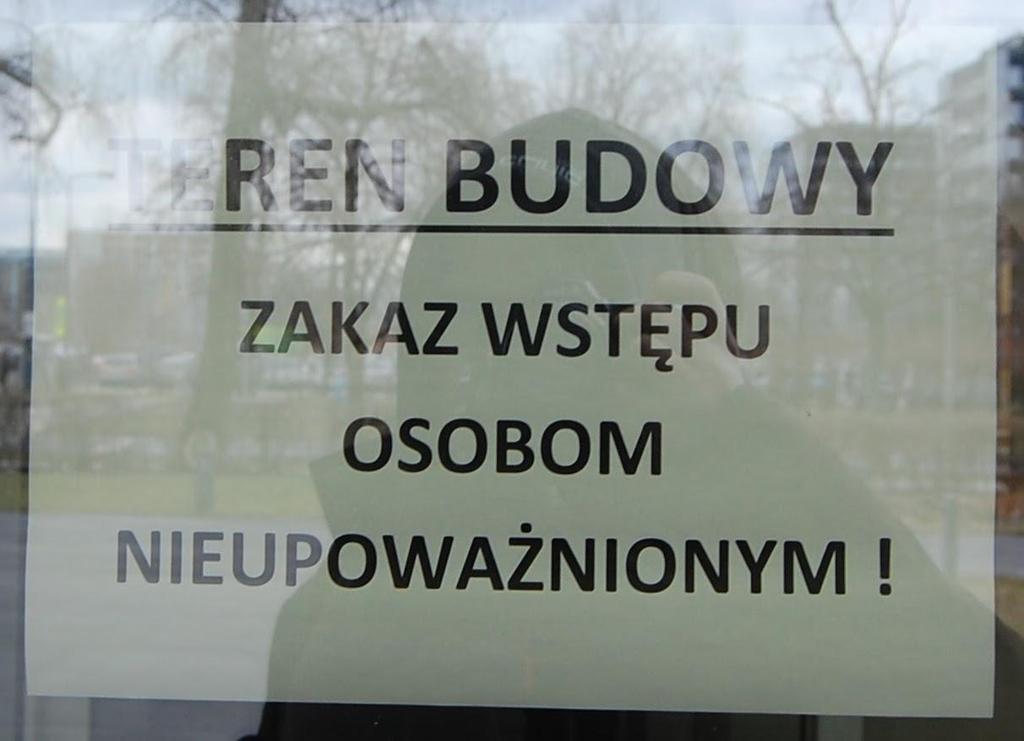 TEREN BUDOWY
ZAKAZ WSTĘPU
OSOBOM
NIEUPOWAŻNIONYM !